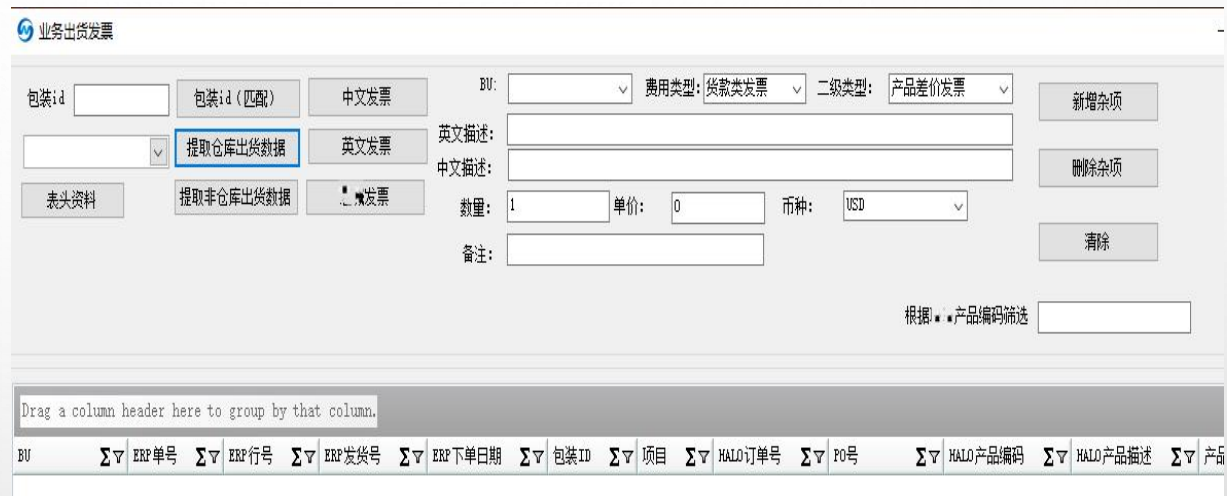 业务出货发票
包装id 包装id(匹配) 中文发票 BU: 费用类型: 货款类发票 二级类型: 产品差价发票 新增杂项
提取仓库出货数据 英文发票 英文描述:
中文描述: 删除杂项
表头资料 提取非仓库出货数据 发票 数量: 1 单价: 0 币种: USD
备注: 清除
根据 产品编码筛选
Drag a column header here to group by that column.
BU ERP单号 ERP行号 ERP发货号 ERP下单日期 包装ID 项目 HALO订单号 PO号 HALO产品编码 HALO产品描述 产品